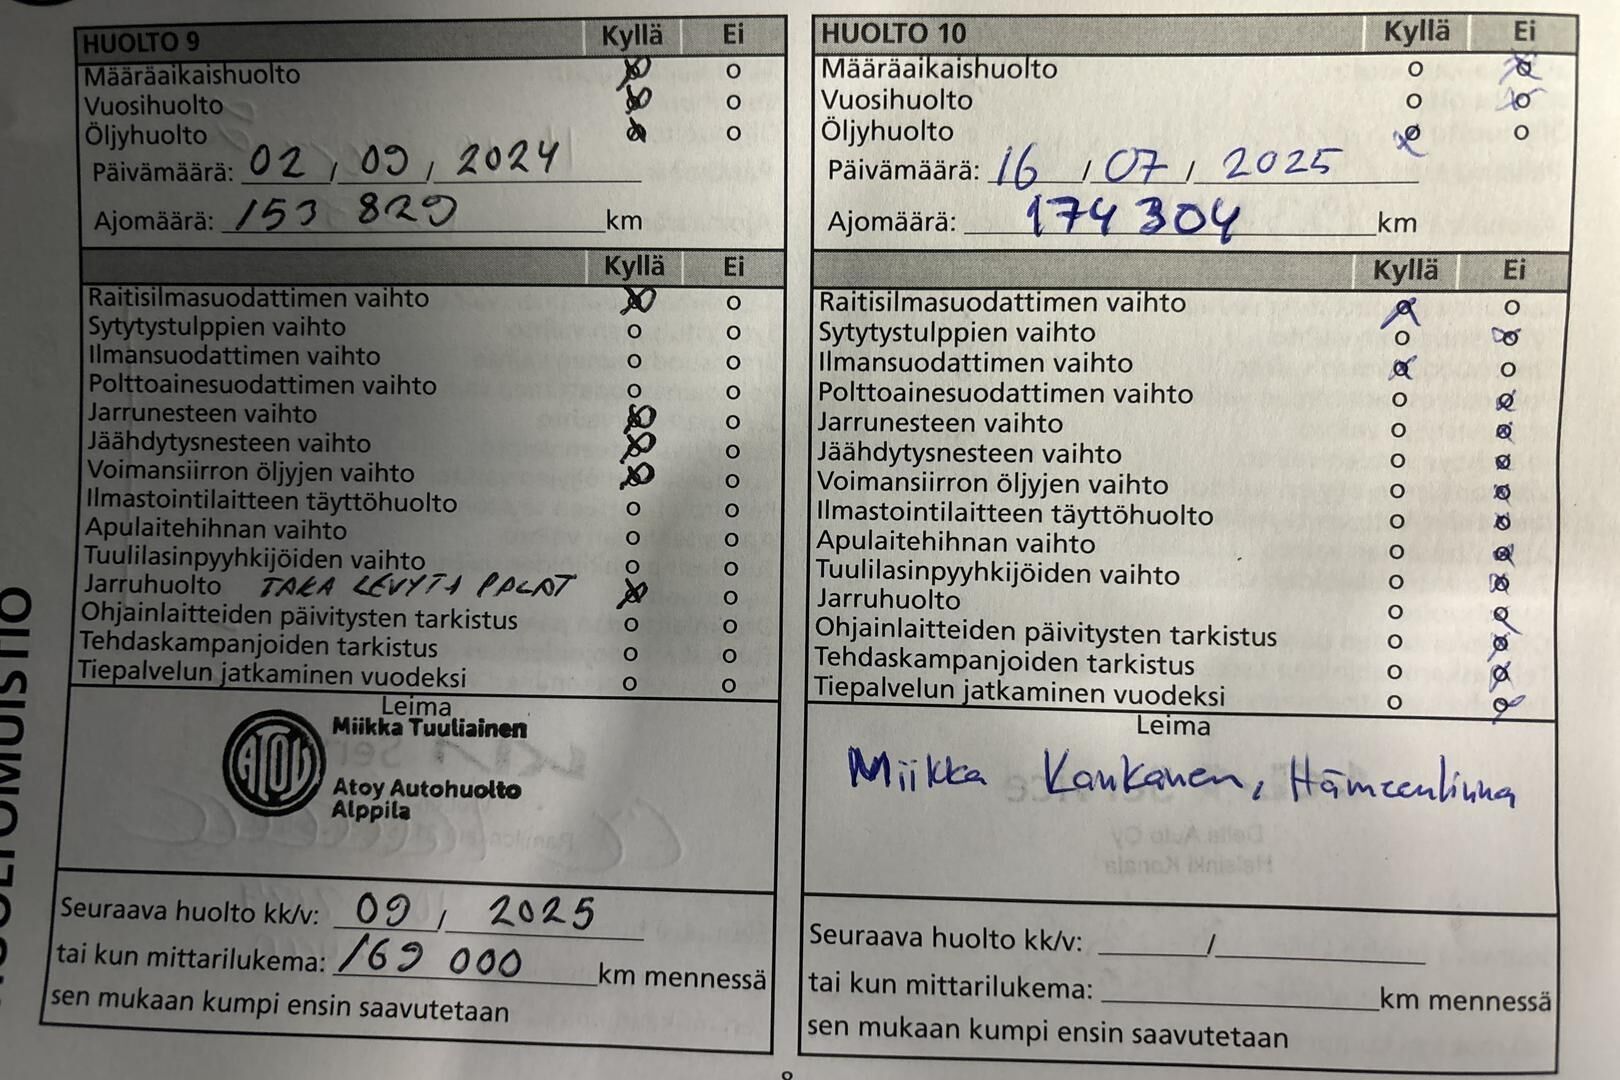 HUOLTOMUISTIO
HUOLTO 9 Kyllä Ei
Määräaikaishuolto
Vuosihuolto
Öljyhuolto
Päivämäärä: 02 / 09 / 2024
Ajomäärä: 153 829 km
Kyllä Ei
Raitisilmasuodattimen vaihto
Sytytystulppien vaihto
Ilmansuodattimen vaihto
Polttoainesuodattimen vaihto
Jarrunesteen vaihto
Jäähdytysnesteen vaihto
Voimansiirron öljyjen vaihto
Ilmastointilaitteen täyttöhuolto
Apulaitehihnan vaihto
Tuulilasinpyyhkijöiden vaihto
Jarruhuolto TAKA LEVYT+ PALAT
Ohjainlaitteiden päivitysten tarkistus
Tehdaskampanjoiden tarkistus
Tiepalvelun jatkaminen vuodeksi
Leima
ATOY
Miikka Tuuliainen
Atoy Autohuolto
Alppila
Seuraava huolto kk/v: 09 / 2025
tai kun mittarilukema: 169 000 km mennessä
sen mukaan kumpi ensin saavutetaan
HUOLTO 10 Kyllä Ei
Määräaikaishuolto
Vuosihuolto
Öljyhuolto
Päivämäärä: 16 / 07 / 2025
Ajomäärä: 174 304 km
Kyllä Ei
Raitisilmasuodattimen vaihto
Sytytystulppien vaihto
Ilmansuodattimen vaihto
Polttoainesuodattimen vaihto
Jarrunesteen vaihto
Jäähdytysnesteen vaihto
Voimansiirron öljyjen vaihto
Ilmastointilaitteen täyttöhuolto
Apulaitehihnan vaihto
Tuulilasinpyyhkijöiden vaihto
Jarruhuolto
Ohjainlaitteiden päivitysten tarkistus
Tehdaskampanjoiden tarkistus
Tiepalvelun jatkaminen vuodeksi
Leima
Miikka Kankanen, Hämeenlinna
Seuraava huolto kk/v: /
tai kun mittarilukema: km mennessä
sen mukaan kumpi ensin saavutetaan